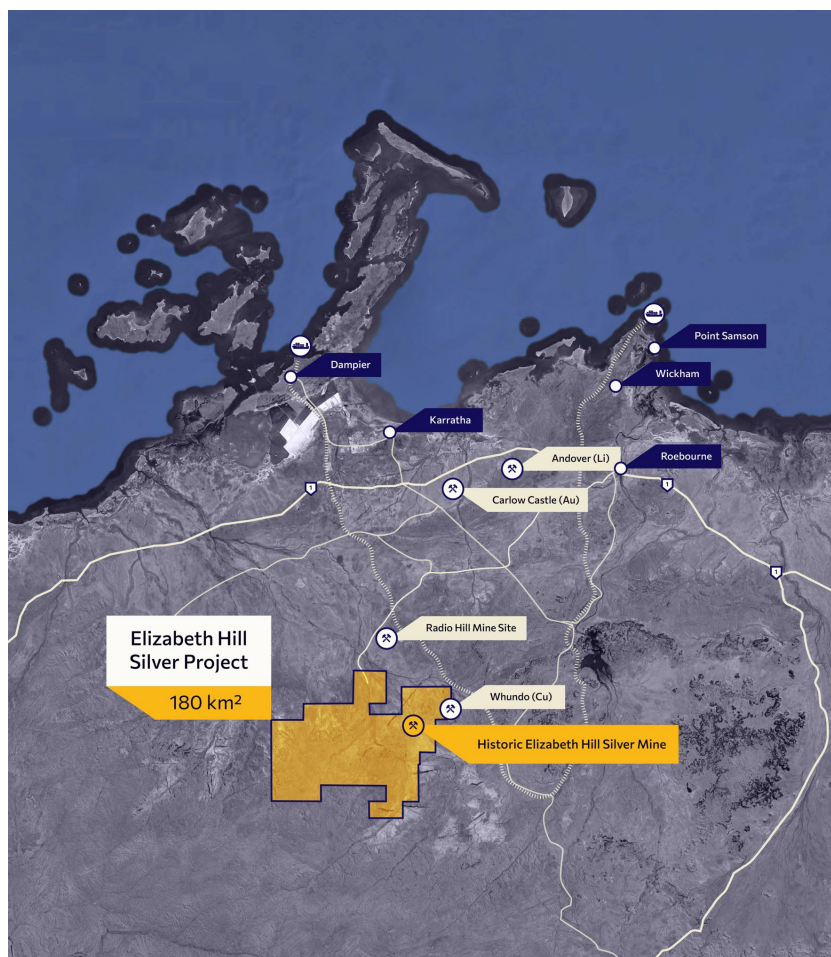 Point Samson
Dampier
Wickham
Karratha
Andover (Li)
Roebourne
1
1
Carlow Castle (Au)
1
Radio Hill Mine Site
Elizabeth Hill
Silver Project
180 km²
Whundo (Cu)
Historic Elizabeth Hill Silver Mine